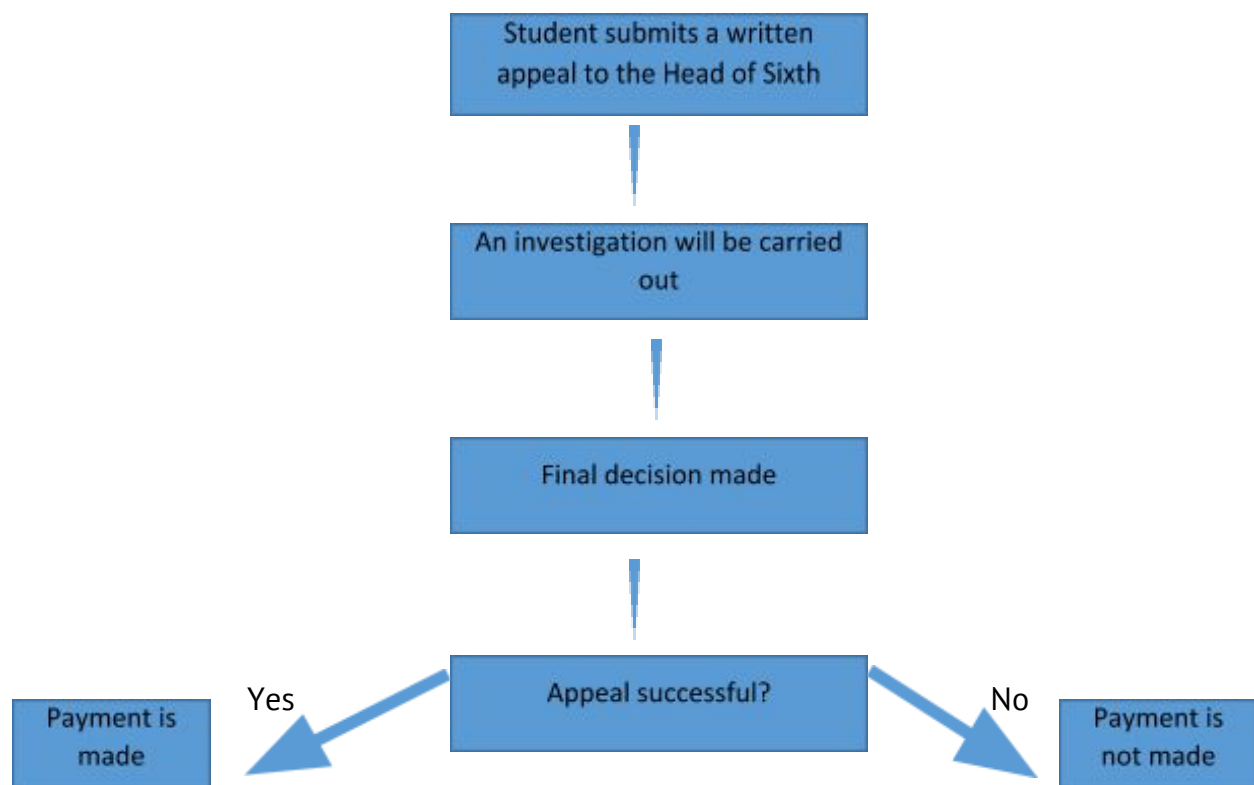 Student submits a written
appeal to the Head of Sixth
An investigation will be carried
out
Final decision made
Appeal successful?
Yes
No
Payment is
made
Payment is
not made